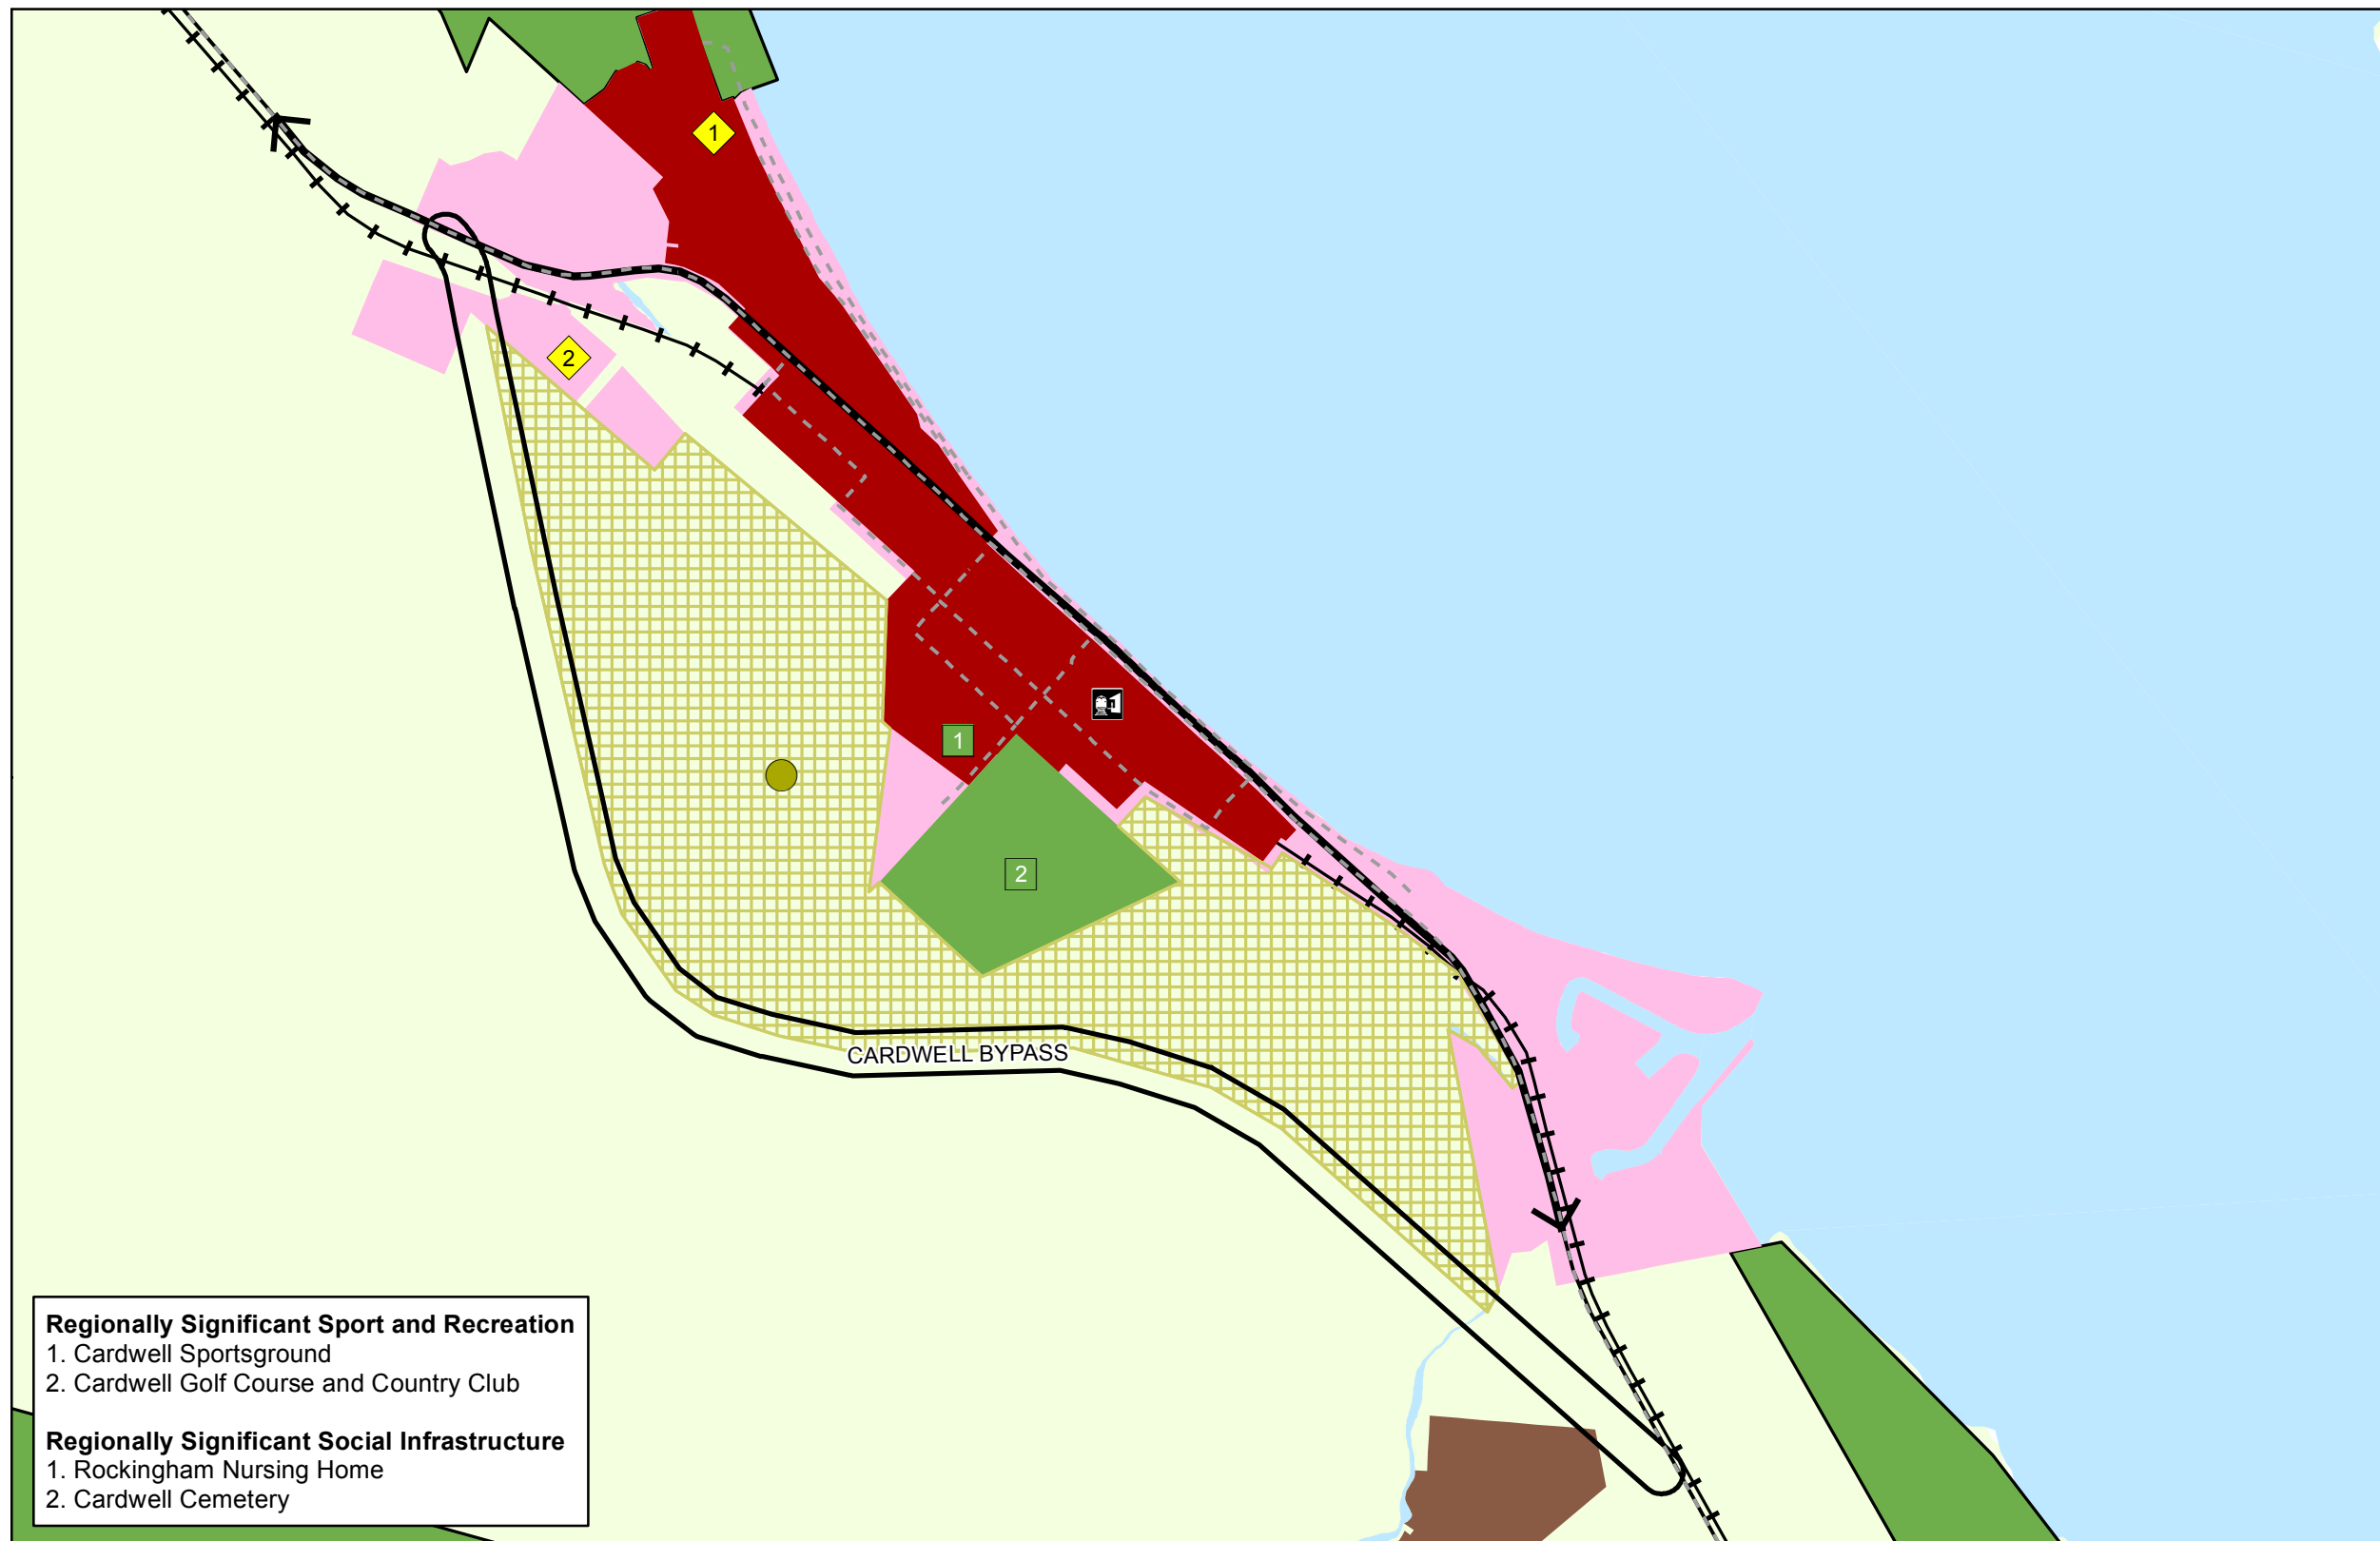 1
2
1
1
2
CARDWELL BYPASS
Regionally Significant Sport and Recreation
1. Cardwell Sportsground
2. Cardwell Golf Course and Country Club
Regionally Significant Social Infrastructure
1. Rockingham Nursing Home
2. Cardwell Cemetery